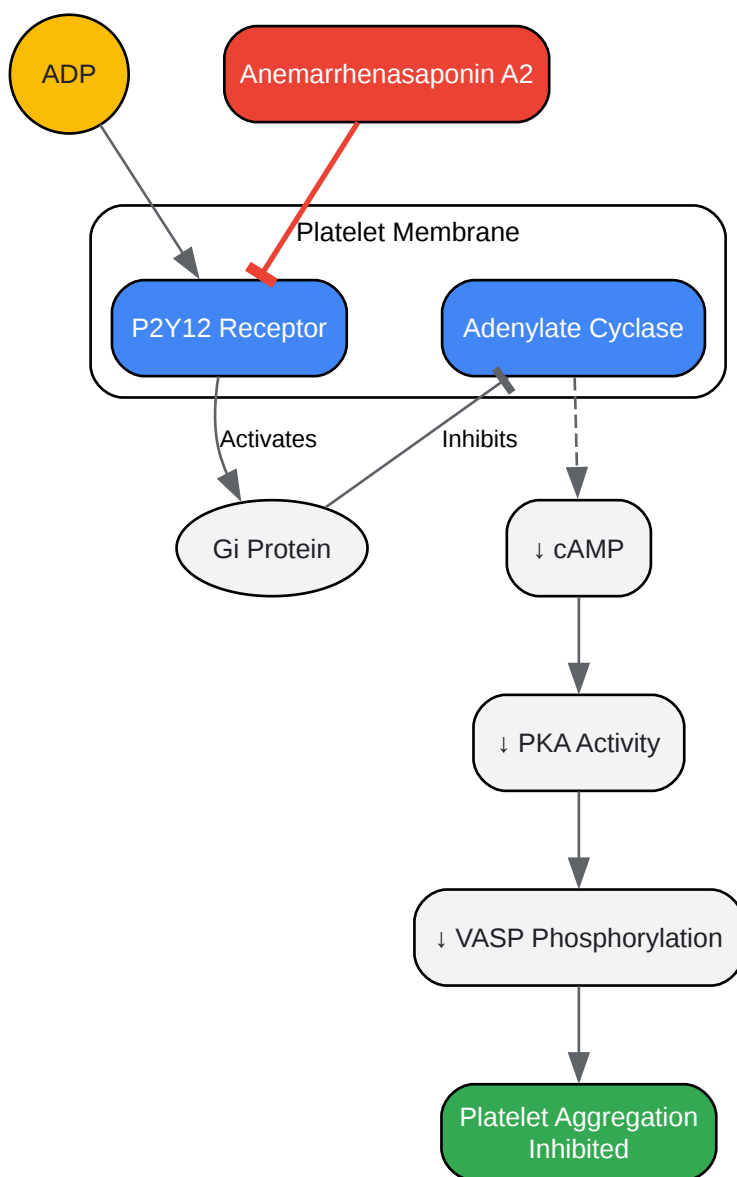 ADP
Anemarrhenasaponin A2
Platelet Membrane
P2Y12 Receptor
Adenylate Cyclase
Activates
Inhibits
Gi Protein
↓ cAMP
↓ PKA Activity
↓ VASP Phosphorylation
Platelet Aggregation
Inhibited